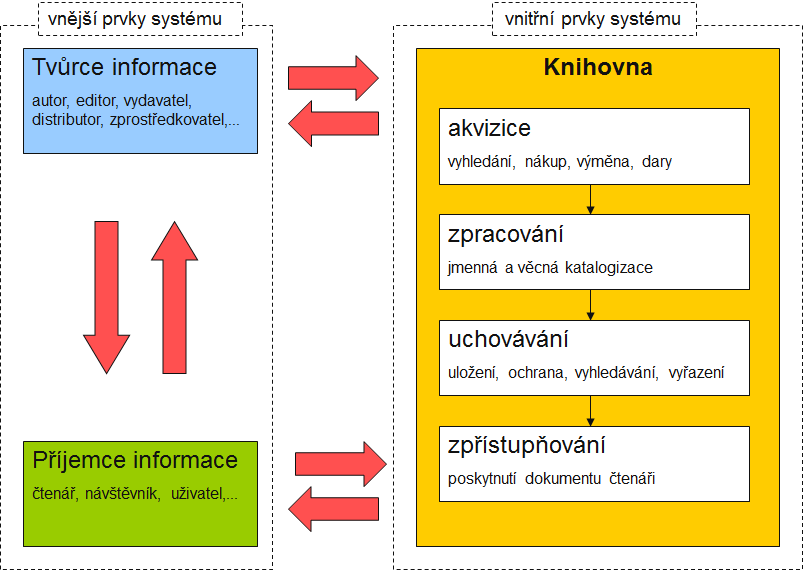 vnější prvky systému
Tvůrce informace
autor, editor, vydavatel,
distributor, zprostředkovatel,...
Příjemce informace
čtenář, návštěvník, uživatel,...
vnitřní prvky systému
Knihovna
akvizice
vyhledání, nákup, výměna, dary
zpracování
jmenná a věcná katalogizace
uchovávání
uložení, ochrana, vyhledávání, vyřazení
zpřístupňování
poskytnutí dokumentu čtenáři